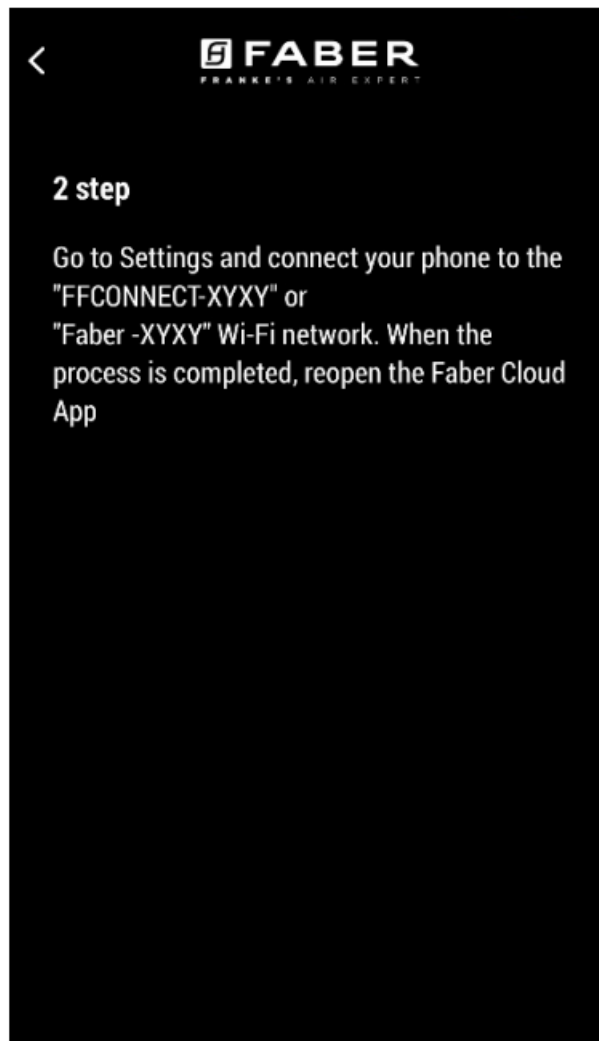 FABER
FRANKE'S AIR EXPERT
2 step
Go to Settings and connect your phone to the
"FFCONNECT-XYXY" or
"Faber -XYXY" Wi-Fi network. When the
process is completed, reopen the Faber Cloud
App